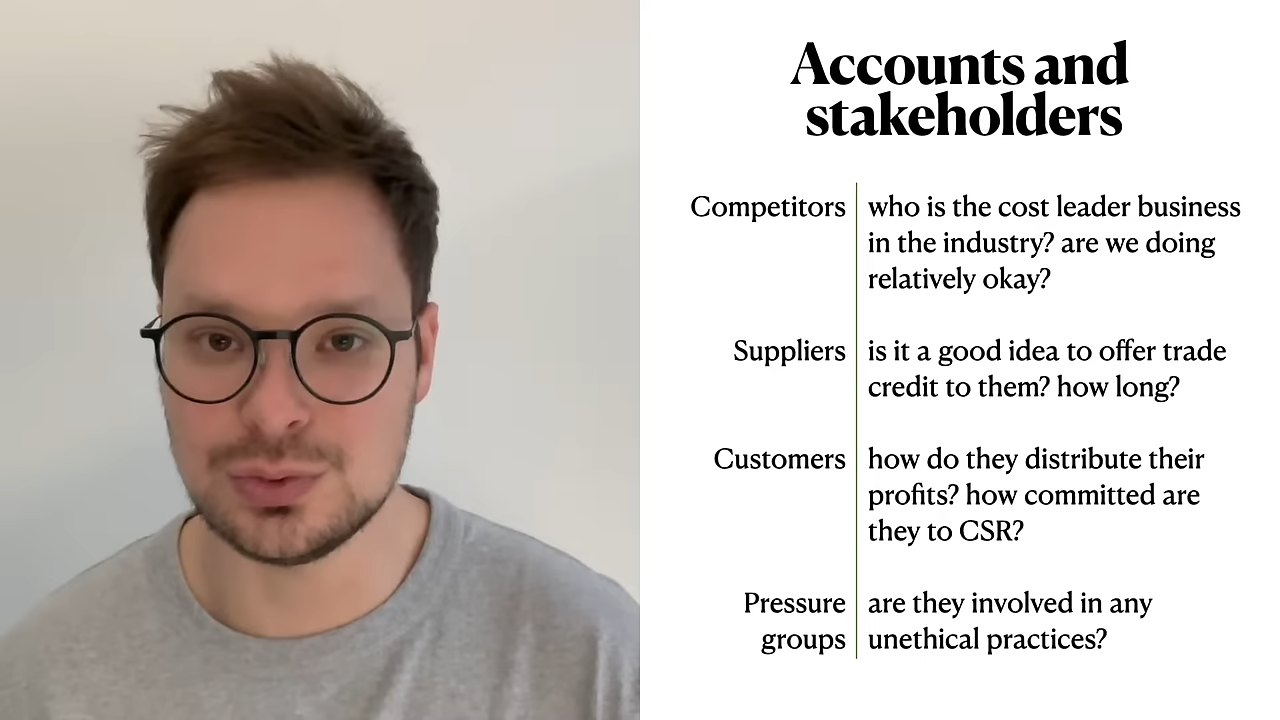 Accounts and
stakeholders
Competitors
who is the cost leader business
in the industry? are we doing
relatively okay?
Suppliers
is it a good idea to offer trade
credit to them? how long?
Customers
how do they distribute their
profits? how committed are
they to CSR?
Pressure
groups
are they involved in any
unethical practices?